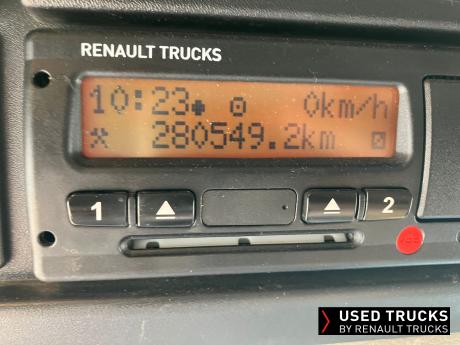 RENAULT TRUCKS
10:23 0km/h
280549.2km
1 2
USED TRUCKS
BY RENAULT TRUCKS